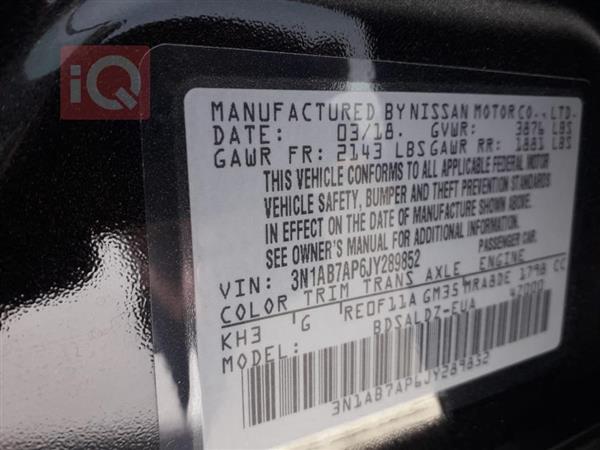 iQ
MANUFACTURED BY NISSAN MOTOR CO., LTD.
DATE: 03/18. GVWR: 3876 LBS
GAWR FR: 2143 LBS GAWR RR: 1881 LBS
THIS VEHICLE CONFORMS TO ALL APPLICABLE FEDERAL MOTOR
VEHICLE SAFETY, BUMPER AND THEFT PREVENTION STANDARDS
IN EFFECT ON THE DATE OF MANUFACTURE SHOWN ABOVE.
SEE OWNER'S MANUAL FOR ADDITIONAL INFORMATION.
VIN: 3N1AB7AP6JY289852 PASSENGER CAR
COLOR TRIM TRANS AXLE ENGINE
KH3 G RE0F11A GM35 MRA8DE 1798 CC
MODEL: BDSALDZ-EUA 47000
3N1AB7AP6JY289852